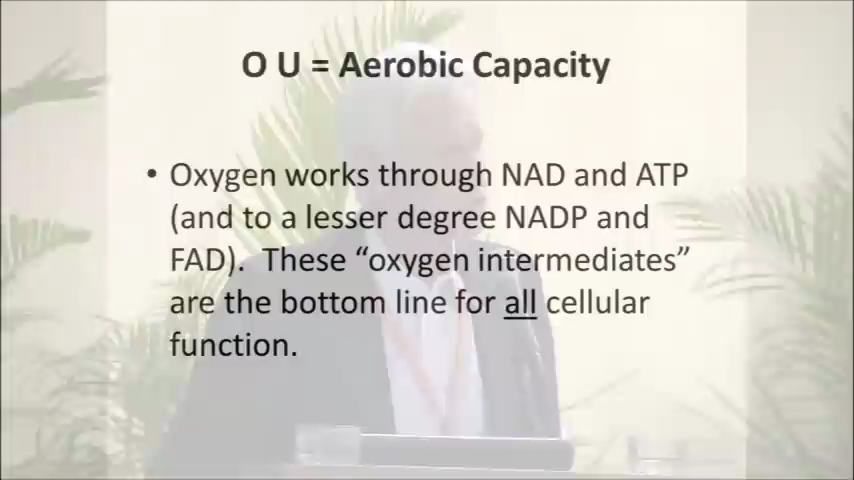 O U = Aerobic Capacity
• Oxygen works through NAD and ATP
(and to a lesser degree NADP and
FAD).  These “oxygen intermediates”
are the bottom line for all cellular
function.